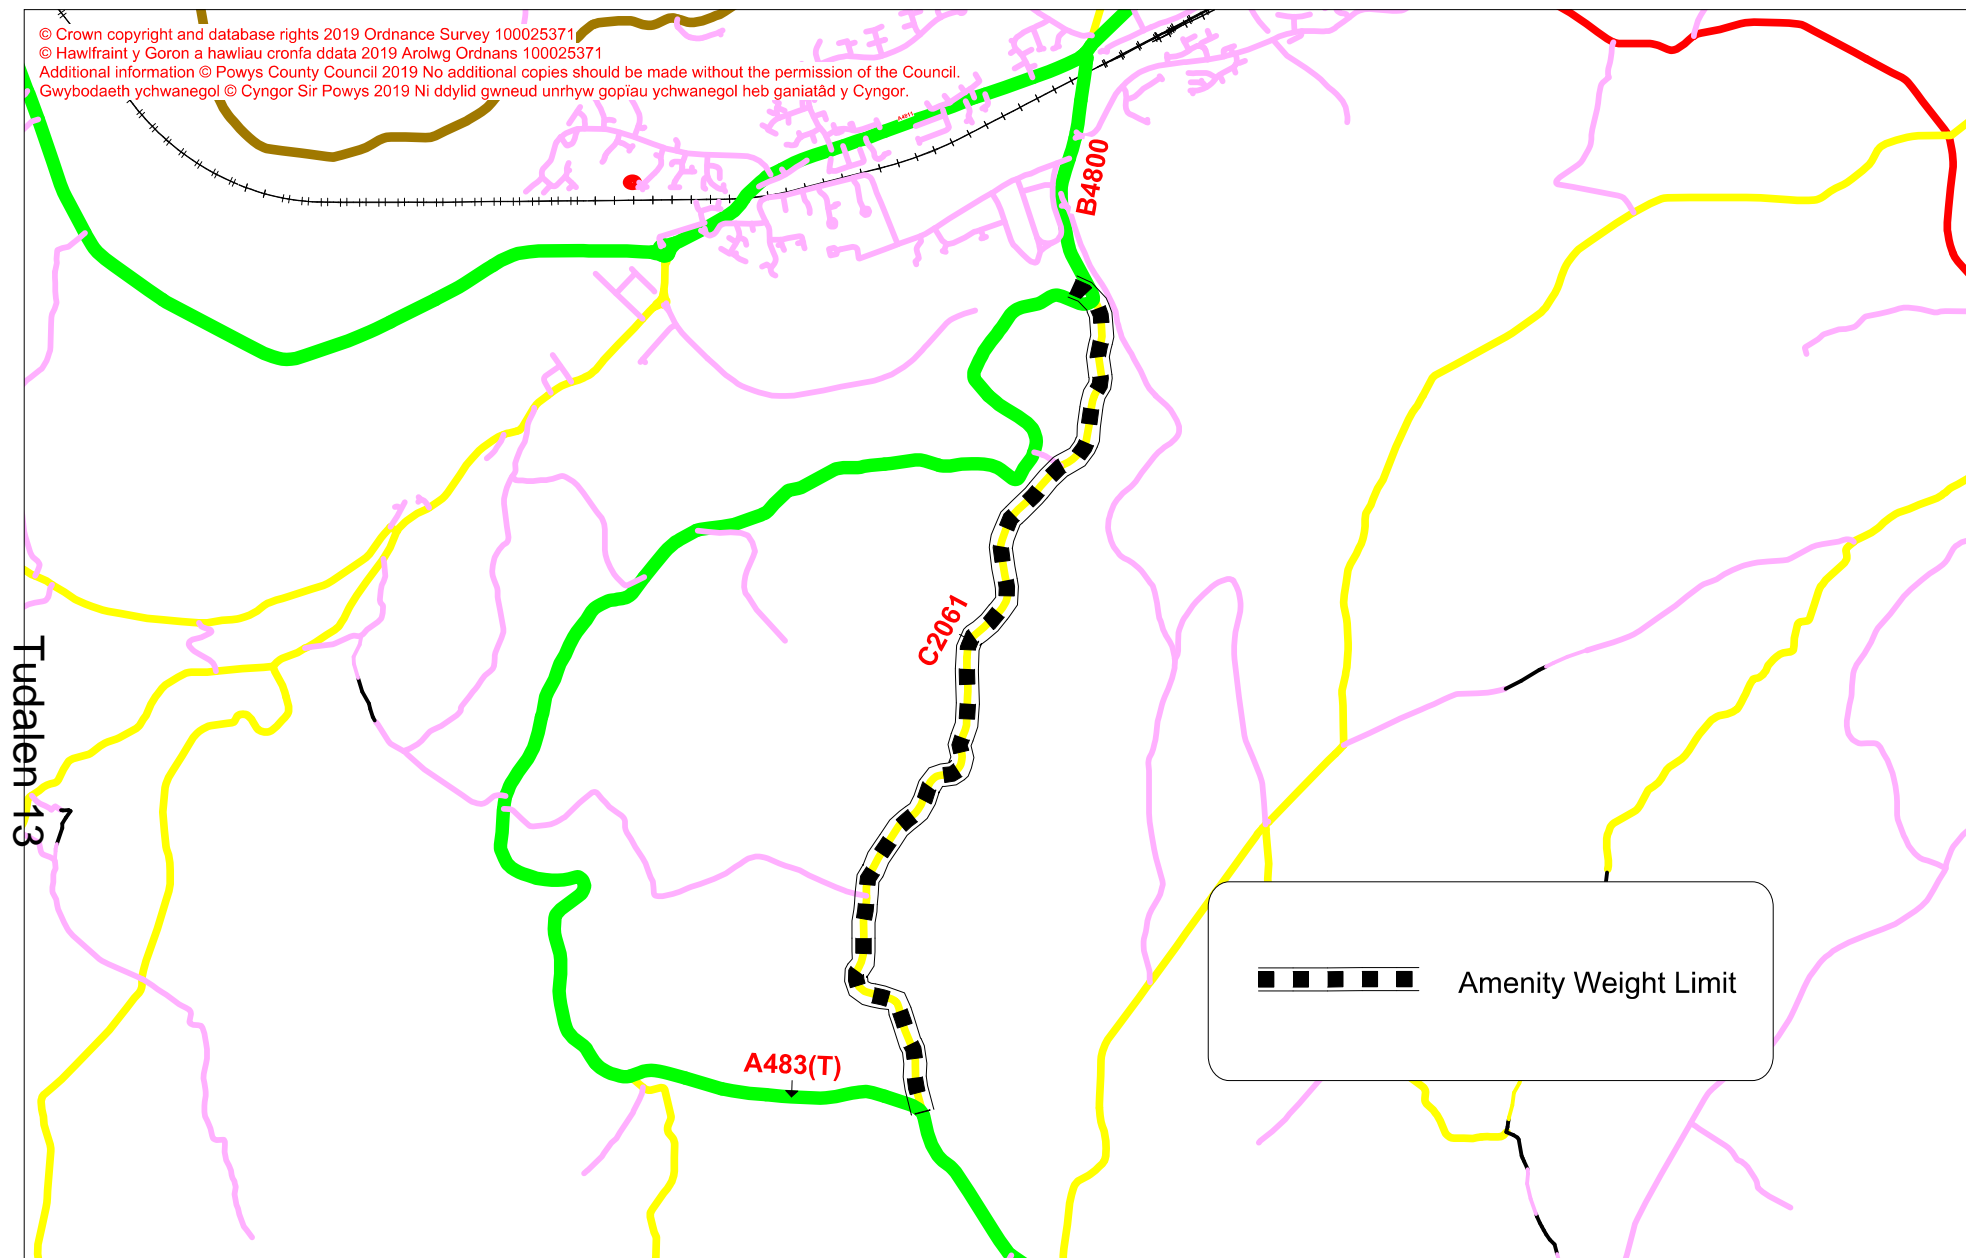 © Crown copyright and database rights 2019 Ordnance Survey 100025371
© Hawlfraint y Goron a hawliau cronfa ddata 2019 Arolwg Ordnans 100025371
Additional information © Powys County Council 2019 No additional copies should be made without the permission of the Council.
Gwybodaeth ychwanegol © Cyngor Sir Powys 2019 Ni ddylid gwneud unrhyw gopïau ychwanegol heb ganiatâd y Cyngor.
B4800
C2061
Tudalen 13
Amenity Weight Limit
A483(T)